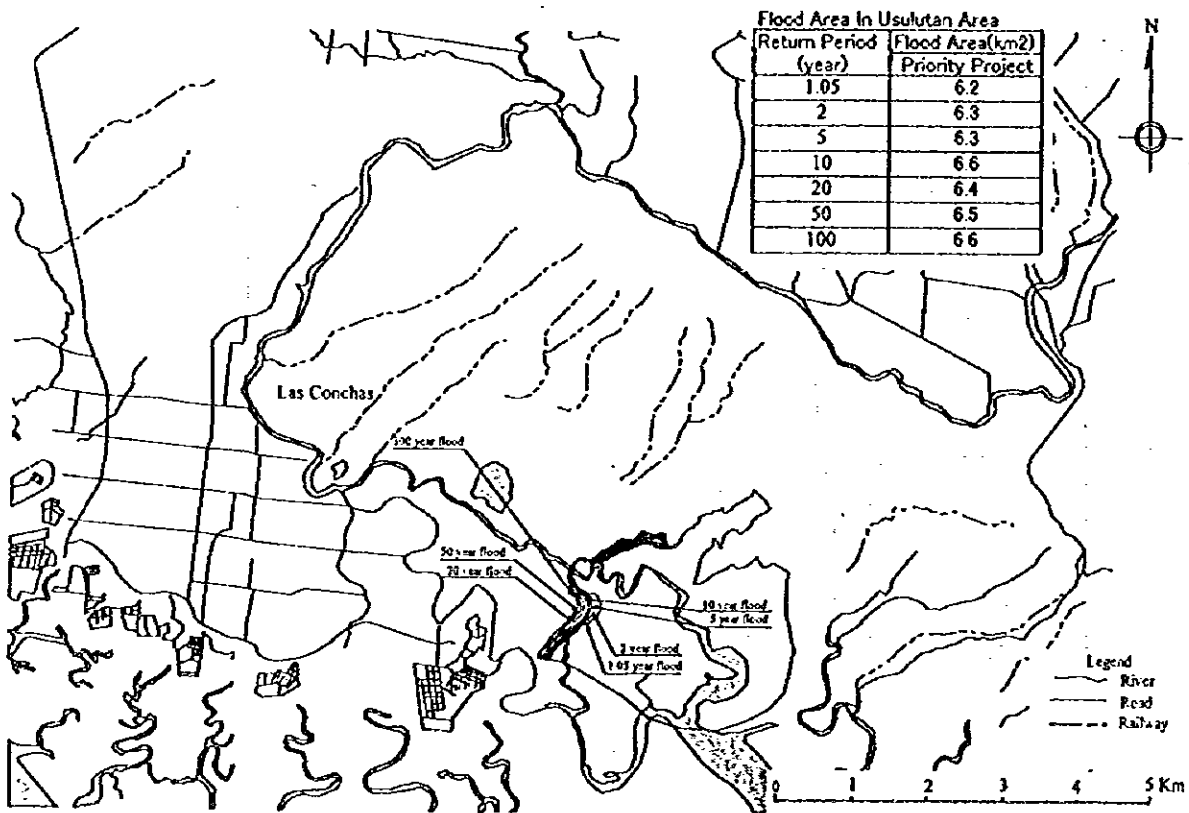 Flood Area In Usulutan Area
Return Period (year) Flood Area(km2) Priority Project
1.05 6.2
2 6.3
5 6.3
10 6.6
20 6.4
50 6.5
100 6.6
N
Las Conchas
100 year flood
50 year flood
20 year flood
10 year flood
5 year flood
2 year flood
1.05 year flood
Legend
River
Road
Railway
0 1 2 3 4 5 Km